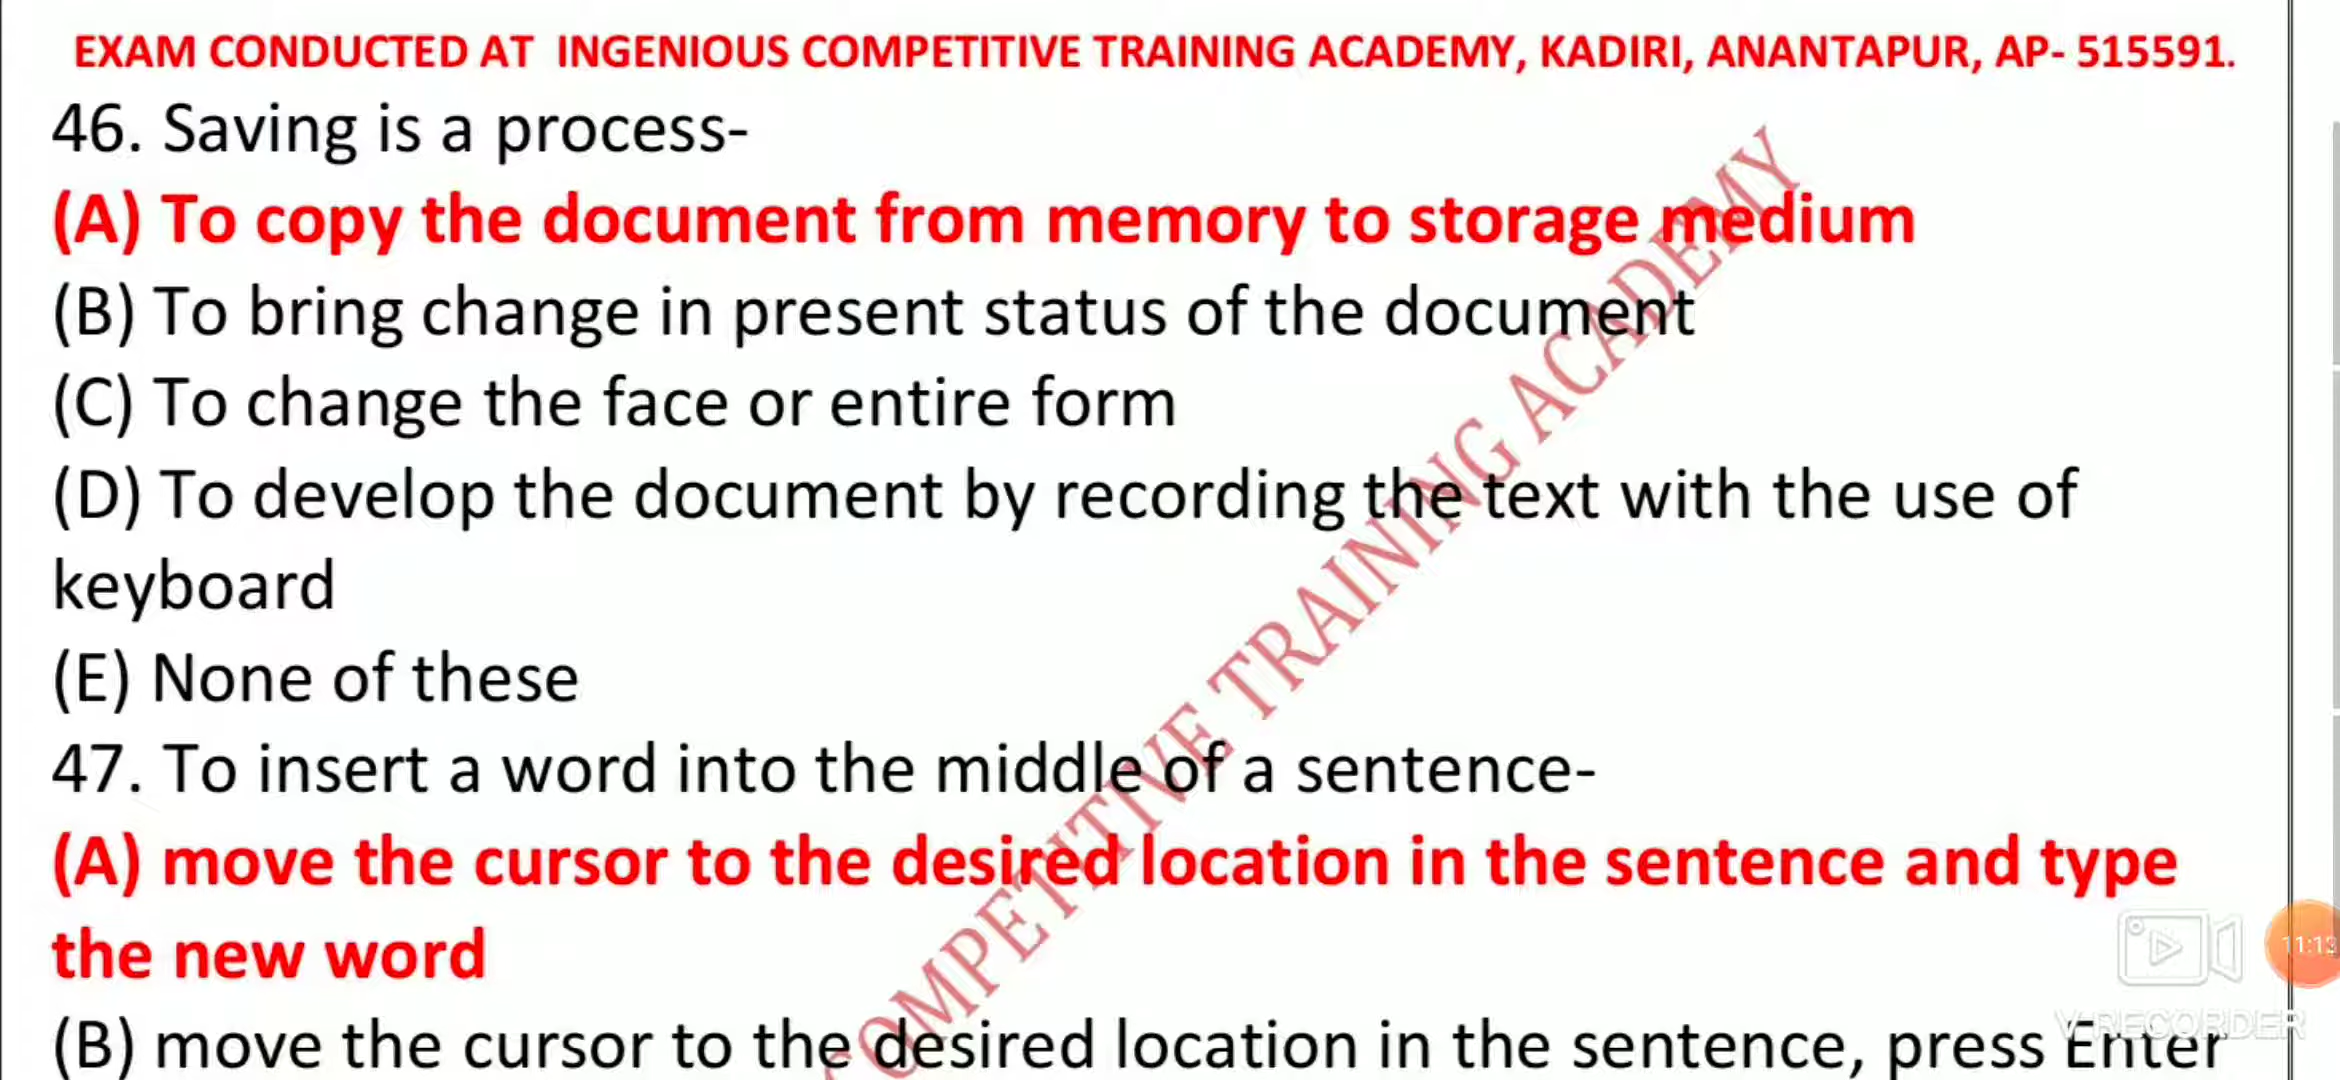 EXAM CONDUCTED AT INGENIOUS COMPETITIVE TRAINING ACADEMY, KADIRI, ANANTAPUR, AP- 515591.
46. Saving is a process-
(A) To copy the document from memory to storage medium
(B) To bring change in present status of the document
(C) To change the face or entire form
(D) To develop the document by recording the text with the use of
keyboard
(E) None of these
47. To insert a word into the middle of a sentence-
(A) move the cursor to the desired location in the sentence and type
the new word
(B) move the cursor to the desired location in the sentence, press Enter
COMPETITIVE TRAINING ACADEMY
11:13
V RECORDER